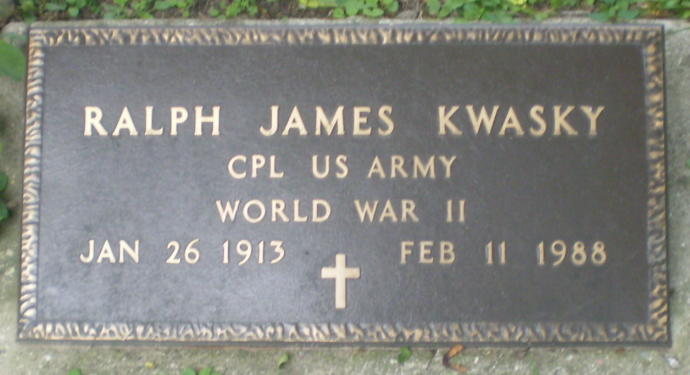 RALPH JAMES KWASKY
CPL US ARMY
WORLD WAR II
JAN 26 1913 FEB 11 1988